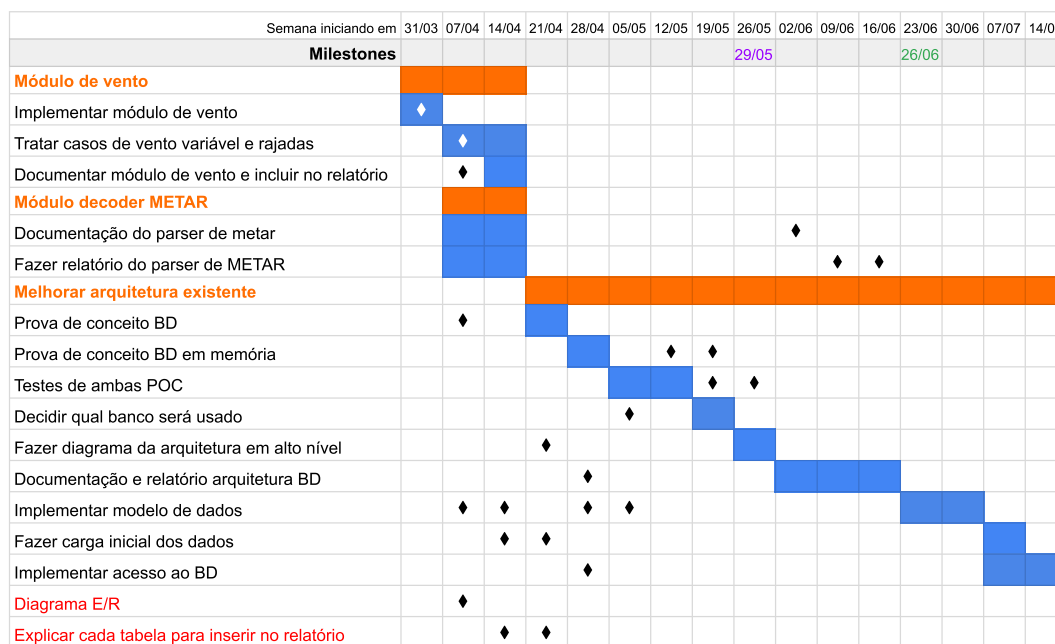 Semana iniciando em 31/03 07/04 14/04 21/04 28/04 05/05 12/05 19/05 26/05 02/06 09/06 16/06 23/06 30/06 07/07 14/0
Milestones 29/05 26/06
Módulo de vento
Implementar módulo de vento
Tratar casos de vento variável e rajadas
Documentar módulo de vento e incluir no relatório
Módulo decoder METAR
Documentação do parser de metar
Fazer relatório do parser de METAR
Melhorar arquitetura existente
Prova de conceito BD
Prova de conceito BD em memória
Testes de ambas POC
Decidir qual banco será usado
Fazer diagrama da arquitetura em alto nível
Documentação e relatório arquitetura BD
Implementar modelo de dados
Fazer carga inicial dos dados
Implementar acesso ao BD
Diagrama E/R
Explicar cada tabela para inserir no relatório